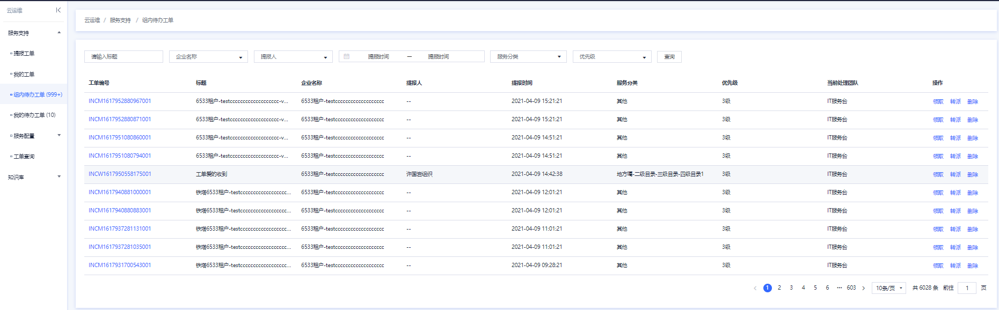 云运维
服务支持
提报工单
我的工单
组内待办工单 (999+)
我的待办工单 (10)
服务配置
工单查询
知识库
云运维 / 服务支持 / 组内待办工单
请输入标题 企业名称 提报人 提报时间 — 提报时间 服务分类 优先级 查询
工单编号 标题 企业名称 提报人 提报时间 服务分类 优先级 当前处理团队 操作
INCM1617952880967001 6533租户-testccccccccccccccccccc-v... 6533租户-testccccccccccccccccccc -- 2021-04-09 15:21:21 其他 3级 IT服务台 领取 转派 删除
INCM1617952880871001 6533租户-testccccccccccccccccccc-v... 6533租户-testccccccccccccccccccc -- 2021-04-09 15:21:21 其他 3级 IT服务台 领取 转派 删除
INCM1617951080860001 6533租户-testccccccccccccccccccc-v... 6533租户-testccccccccccccccccccc -- 2021-04-09 14:51:21 其他 3级 IT服务台 领取 转派 删除
INCM1617951080794001 6533租户-testccccccccccccccccccc-v... 6533租户-testccccccccccccccccccc -- 2021-04-09 14:51:21 其他 3级 IT服务台 领取 转派 删除
INCW1617950558175001 工单爱的收到 6533租户-testccccccccccccccccccc 许国岩组织 2021-04-09 14:42:38 地方噶-二级目录-三级目录-四级目录1 3级 IT服务台 领取 转派 删除
INCM1617940881000001 铁塔6533租户-testcccccccccccccccccc... 6533租户-testccccccccccccccccccc -- 2021-04-09 12:01:21 其他 3级 IT服务台 领取 转派 删除
INCM1617940880883001 铁塔6533租户-testcccccccccccccccccc... 6533租户-testccccccccccccccccccc -- 2021-04-09 12:01:21 其他 3级 IT服务台 领取 转派 删除
INCM1617937281131001 铁塔6533租户-testcccccccccccccccccc... 6533租户-testccccccccccccccccccc -- 2021-04-09 11:01:21 其他 3级 IT服务台 领取 转派 删除
INCM1617937281035001 铁塔6533租户-testcccccccccccccccccc... 6533租户-testccccccccccccccccccc -- 2021-04-09 11:01:21 其他 3级 IT服务台 领取 转派 删除
INCM1617931700543001 铁塔6533租户-testcccccccccccccccccc... 6533租户-testccccccccccccccccccc -- 2021-04-09 09:28:21 其他 3级 IT服务台 领取 转派 删除
1 2 3 4 5 6 ··· 603 10条/页 共 6028 条 前往 1 页